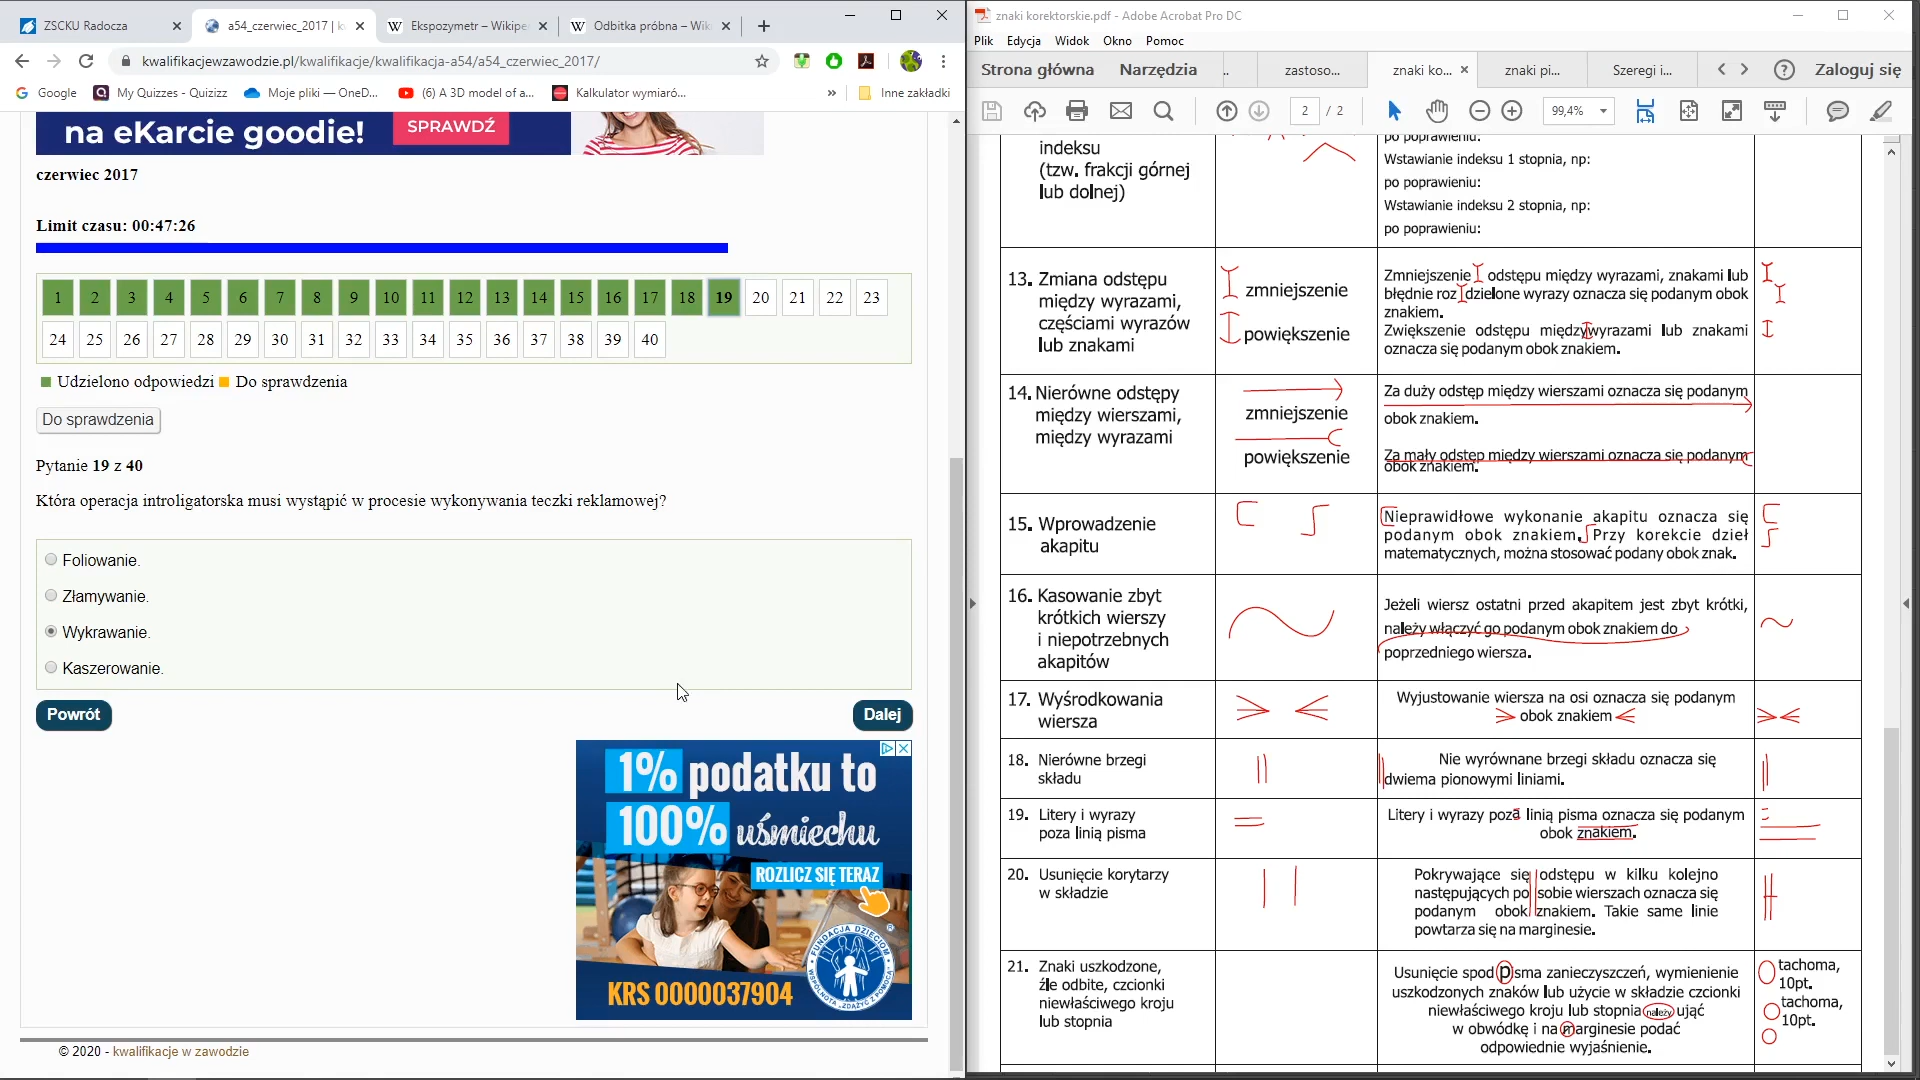 ZSCKU Radocza
a54_czerwiec_2017 | kw
Ekspozymetr – Wikipe
Odbitka próbna – Wik
kwalifikacjewzawodzie.pl/kwalifikacje/kwalifikacja-a54/a54_czerwiec_2017/
Google
My Quizzes - Quizizz
Moje pliki — OneD...
(6) A 3D model of a...
Kalkulator wymiaró...
»
Inne zakładki
na eKarcie goodie!
SPRAWDŹ
czerwiec 2017
Limit czasu: 00:47:26
1 2 3 4 5 6 7 8 9 10 11 12 13 14 15 16 17 18 19 20 21 22 23
24 25 26 27 28 29 30 31 32 33 34 35 36 37 38 39 40
Udzielono odpowiedzi Do sprawdzenia
Do sprawdzenia
Pytanie 19 z 40
Która operacja introligatorska musi wystąpić w procesie wykonywania teczki reklamowej?
Foliowanie.
Złamywanie.
Wykrawanie.
Kaszerowanie.
Powrót
Dalej
1% podatku to
100% uśmiechu
ROZLICZ SIĘ TERAZ
FUNDACJA DZIECIOM
"ZDĄŻYĆ Z POMOCĄ"
KRS 0000037904
© 2020 - kwalifikacje w zawodzie
znaki korektorskie.pdf - Adobe Acrobat Pro DC
Plik Edycja Widok Okno Pomoc
Strona główna
Narzędzia
..
zastoso...
znaki ko...
znaki pi...
Szeregi i...
Zaloguj się
2 / 2
99,4%
indeksu
(tzw. frakcji górnej
lub dolnej)
po poprawieniu:
Wstawianie indeksu 1 stopnia, np:
po poprawieniu:
Wstawianie indeksu 2 stopnia, np:
po poprawieniu:
13. Zmiana odstępu
między wyrazami,
częściami wyrazów
lub znakami
zmniejszenie
powiększenie
Zmniejszenie odstępu między wyrazami, znakami lub
błędnie roz dzielone wyrazy oznacza się podanym obok
znakiem.
Zwiększenie odstępu międzywyrazami lub znakami
oznacza się podanym obok znakiem.
14. Nierówne odstępy
między wierszami,
między wyrazami
zmniejszenie
powiększenie
Za duży odstęp między wierszami oznacza się podanym
obok znakiem.
Za mały odstęp między wierszami oznacza się podanym
obok znakiem.
15. Wprowadzenie
akapitu
Nieprawidłowe wykonanie akapitu oznacza się
podanym obok znakiem. Przy korekcie dzieł
matematycznych, można stosować podany obok znak.
16. Kasowanie zbyt
krótkich wierszy
i niepotrzebnych
akapitów
Jeżeli wiersz ostatni przed akapitem jest zbyt krótki,
należy włączyć go podanym obok znakiem do
poprzedniego wiersza.
17. Wyśrodkowania
wiersza
Wyjustowanie wiersza na osi oznacza się podanym
obok znakiem
18. Nierówne brzegi
składu
Nie wyrównane brzegi składu oznacza się
dwiema pionowymi liniami.
19. Litery i wyrazy
poza linią pisma
Litery i wyrazy poza linią pisma oznacza się podanym
obok znakiem.
20. Usunięcie korytarzy
w składzie
Pokrywające się odstępu w kilku kolejno
następujących po sobie wierszach oznacza się
podanym obok znakiem. Takie same linie
powtarza się na marginesie.
21. Znaki uszkodzone,
źle odbite, czcionki
niewłaściwego kroju
lub stopnia
Usunięcie spod pisma zanieczyszczeń, wymienienie
uszkodzonych znaków lub użycie w składzie czcionki
niewłaściwego kroju lub stopnia należy ująć
w obwódkę i na marginesie podać
odpowiednie wyjaśnienie.
tachoma,
10pt.
tachoma,
10pt.